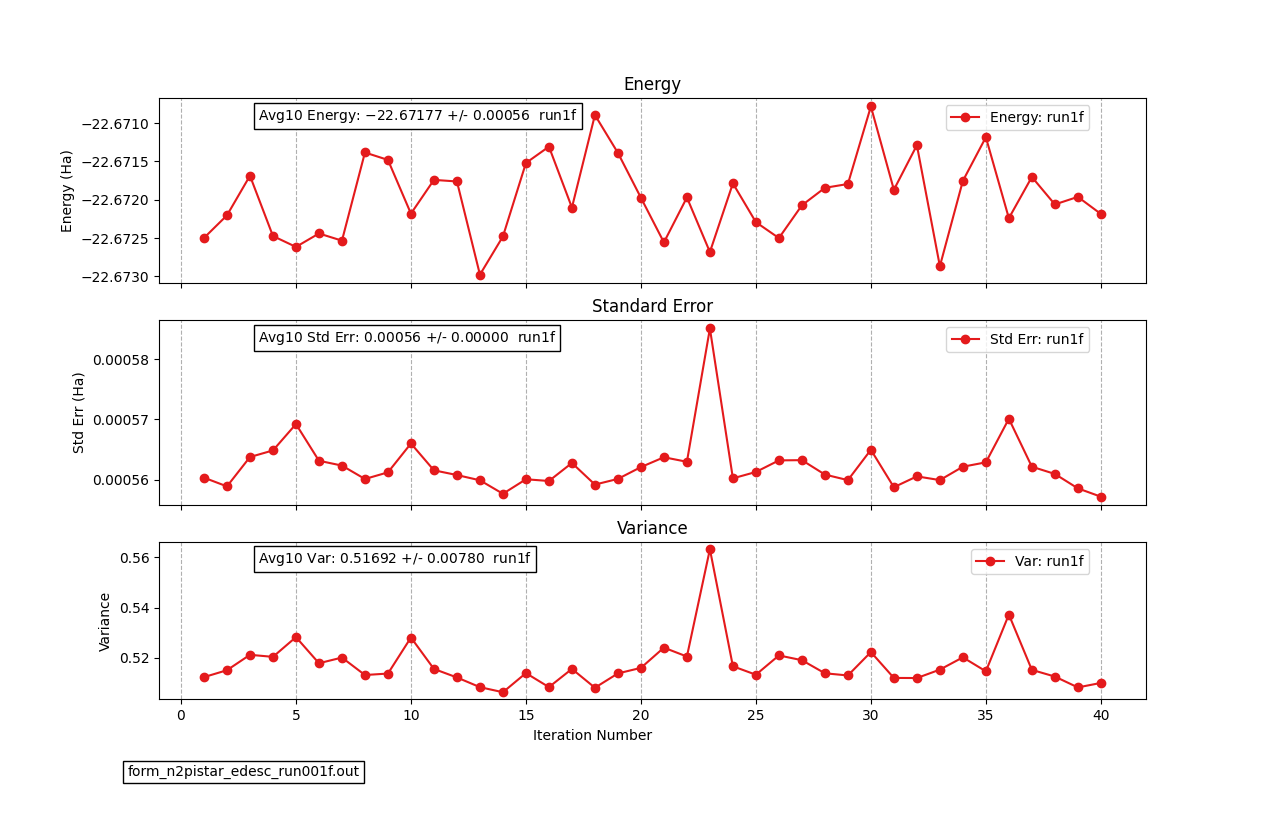 Energy
Avg10 Energy: −22.67177 +/- 0.00056 run1f
Energy: run1f
Energy (Ha)
−22.6710
−22.6715
−22.6720
−22.6725
−22.6730
Standard Error
Avg10 Std Err: 0.00056 +/- 0.00000 run1f
Std Err: run1f
Std Err (Ha)
0.00058
0.00057
0.00056
Variance
Avg10 Var: 0.51692 +/- 0.00780 run1f
Var: run1f
Variance
0.56
0.54
0.52
0 5 10 15 20 25 30 35 40
Iteration Number
form_n2pistar_edesc_run001f.out